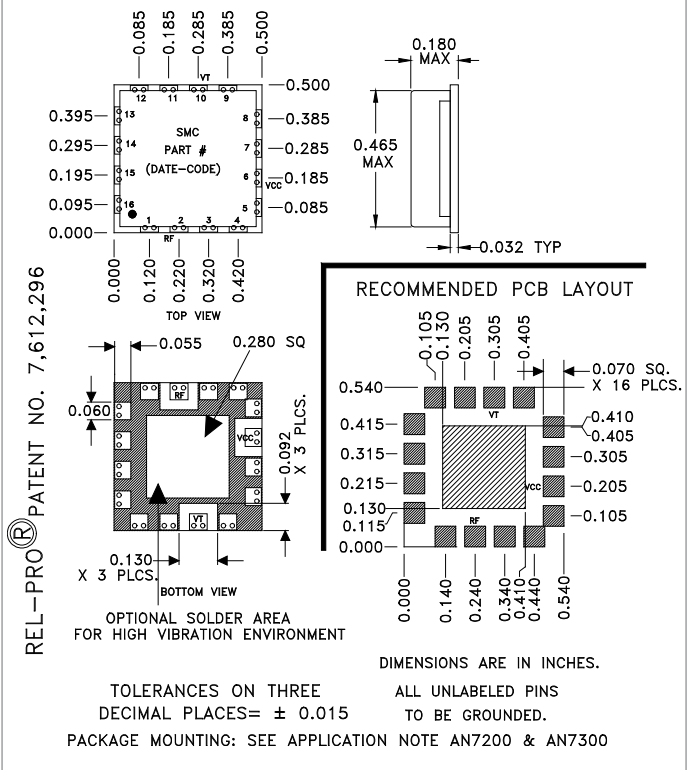 0.085
0.185
0.285
0.385
0.500
VT
12
11
10
9
0.500
0.395
13
8
0.385
SMC
PART #
(DATE-CODE)
0.295
14
7
0.285
0.195
15
6
0.185
VCC
0.095
16
5
0.085
0.000
1
2
3
4
RF
0.000
0.120
0.220
0.320
0.420
TOP VIEW
0.180
MAX
0.465
MAX
0.032 TYP
REL-PRO® PATENT NO. 7,612,296
0.055
0.280 SQ
RF
0.060
VCC
0.092
X 3 PLCS.
VT
0.130
X 3 PLCS.
BOTTOM VIEW
OPTIONAL SOLDER AREA
FOR HIGH VIBRATION ENVIRONMENT
RECOMMENDED PCB LAYOUT
0.105
0.130
0.205
0.305
0.405
0.070 SQ.
X 16 PLCS.
0.540
VT
0.415
0.410
0.405
0.315
0.305
0.215
VCC
0.205
0.130
0.115
0.105
RF
0.000
0.000
0.140
0.240
0.340
0.410
0.440
0.540
DIMENSIONS ARE IN INCHES.
TOLERANCES ON THREE
DECIMAL PLACES= ± 0.015
ALL UNLABELED PINS
TO BE GROUNDED.
PACKAGE MOUNTING: SEE APPLICATION NOTE AN7200 & AN7300